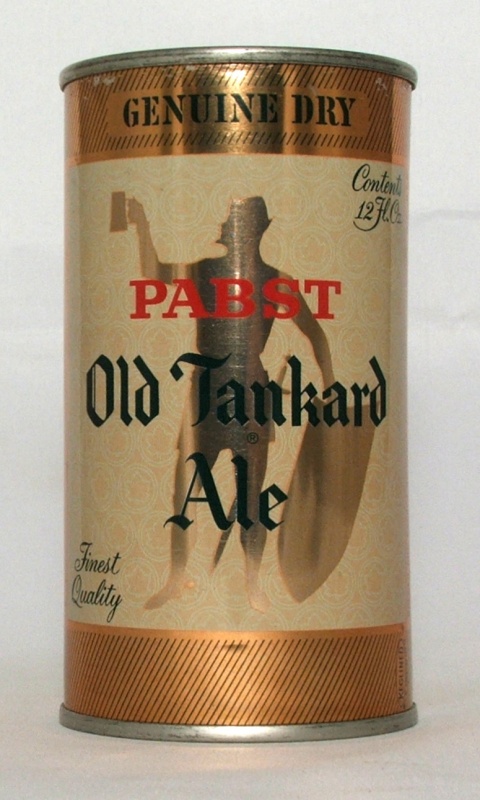 GENUINE DRY
Contents
12 Fl. Oz.
PABST
Old Tankard
®
Ale
Finest
Quality